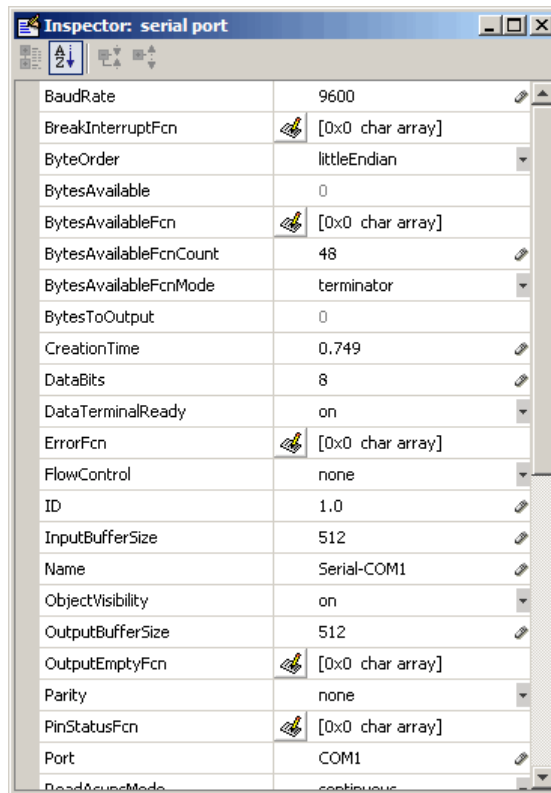 Inspector: serial port
BaudRate 9600
BreakInterruptFcn [0x0 char array]
ByteOrder littleEndian
BytesAvailable 0
BytesAvailableFcn [0x0 char array]
BytesAvailableFcnCount 48
BytesAvailableFcnMode terminator
BytesToOutput 0
CreationTime 0.749
DataBits 8
DataTerminalReady on
ErrorFcn [0x0 char array]
FlowControl none
ID 1.0
InputBufferSize 512
Name Serial-COM1
ObjectVisibility on
OutputBufferSize 512
OutputEmptyFcn [0x0 char array]
Parity none
PinStatusFcn [0x0 char array]
Port COM1
ReadAsyncMode continuous